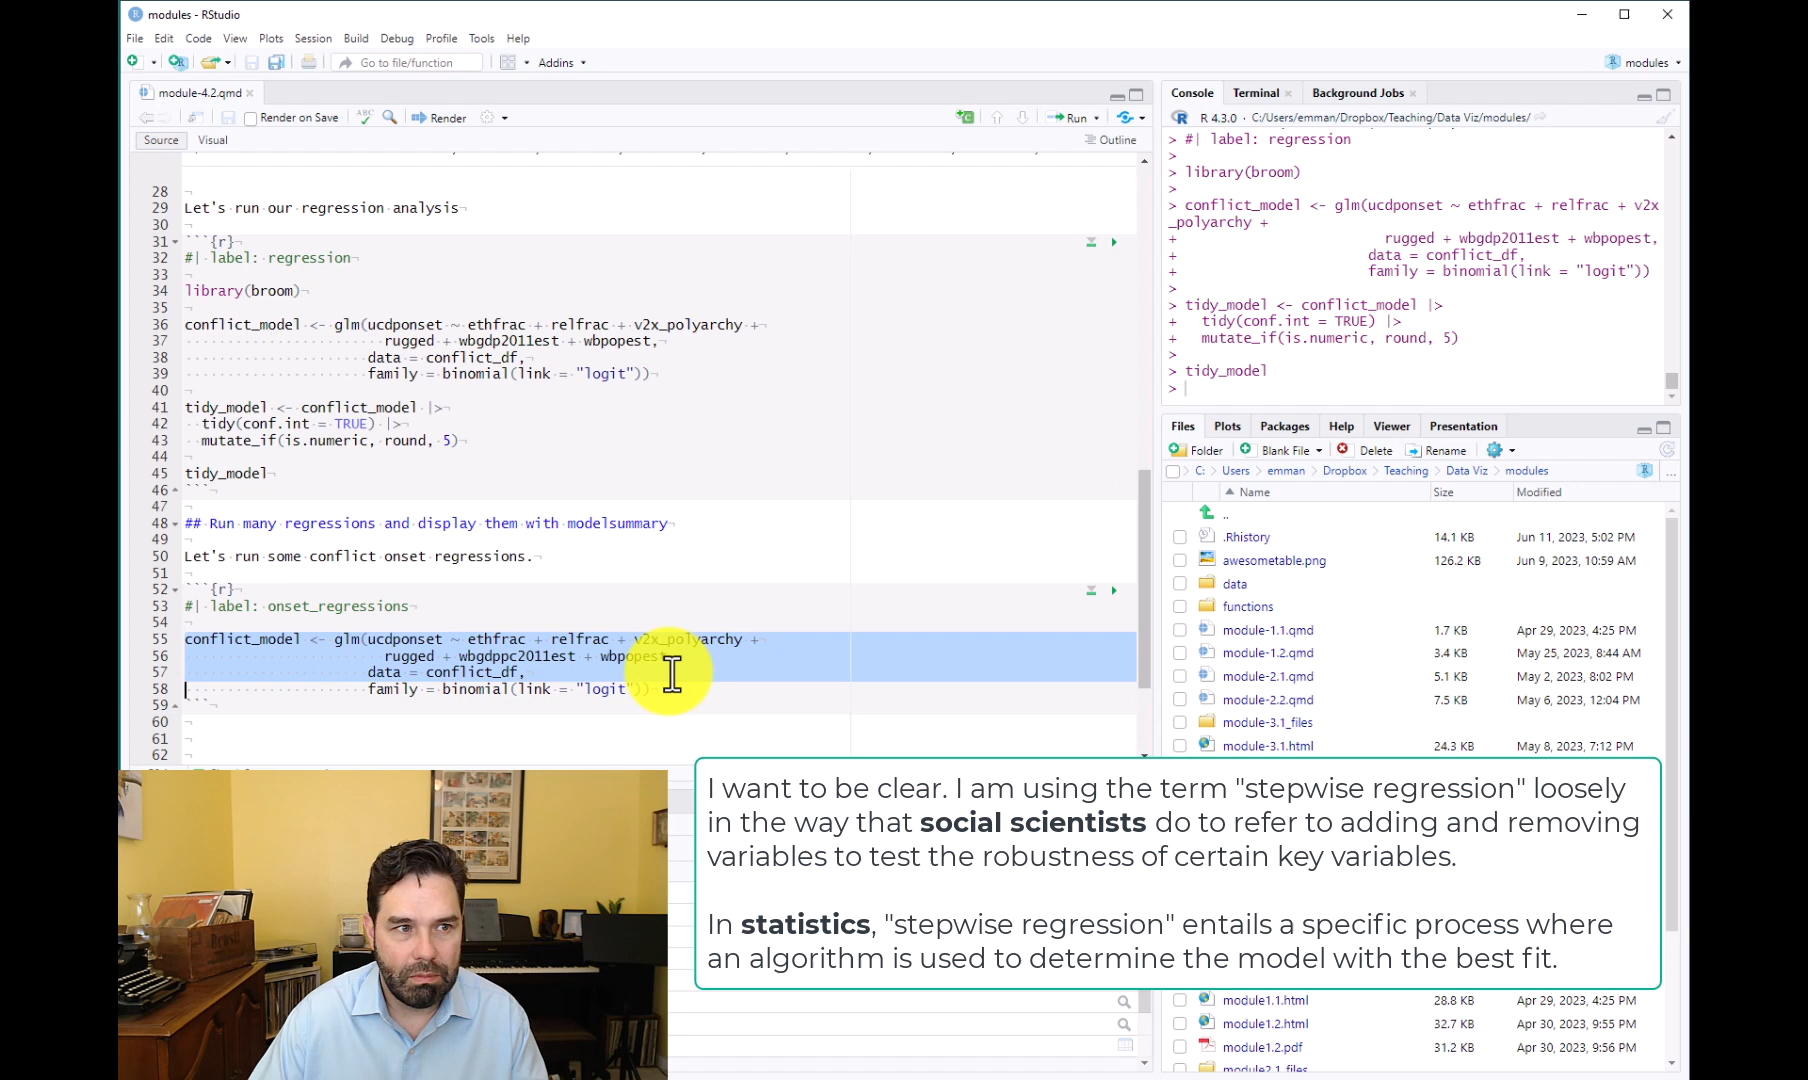 modules - RStudio
File Edit Code View Plots Session Build Debug Profile Tools Help
Go to file/function Addins modules
module-4.2.qmd
Render on Save Render Run
Source Visual Outline
28 ¬
29 Let's run our regression analysis¬
30 ¬
31 ```{r}¬
32 #| label: regression¬
33 ¬
34 library(broom)¬
35 ¬
36 conflict_model <- glm(ucdponset ~ ethfrac + relfrac + v2x_polyarchy +¬
37 rugged + wbgdp2011est + wbpopest,¬
38 data = conflict_df,¬
39 family = binomial(link = "logit"))¬
40 ¬
41 tidy_model <- conflict_model |>¬
42 tidy(conf.int = TRUE) |>¬
43 mutate_if(is.numeric, round, 5)¬
44 ¬
45 tidy_model¬
46 ```¬
47 ¬
48 ## Run many regressions and display them with modelsummary¬
49 ¬
50 Let's run some conflict onset regressions.¬
51 ¬
52 ```{r}¬
53 #| label: onset_regressions¬
54 ¬
55 conflict_model <- glm(ucdponset ~ ethfrac + relfrac + v2x_polyarchy +¬
56 rugged + wbgdppc2011est + wbpopest
57 data = conflict_df,¬
58 family = binomial(link = "logit"))¬
59 ```¬
60 ¬
61 ¬
62 ¬
Console Terminal Background Jobs
R 4.3.0 · C:/Users/emman/Dropbox/Teaching/Data Viz/modules/
> #| label: regression
>
> library(broom)
>
> conflict_model <- glm(ucdponset ~ ethfrac + relfrac + v2x
_polyarchy +
+ rugged + wbgdp2011est + wbpopest,
+ data = conflict_df,
+ family = binomial(link = "logit"))
>
> tidy_model <- conflict_model |>
+ tidy(conf.int = TRUE) |>
+ mutate_if(is.numeric, round, 5)
>
> tidy_model
>
Files Plots Packages Help Viewer Presentation
Folder Blank File Delete Rename
C: Users emman Dropbox Teaching Data Viz modules ...
Name Size Modified
..
.Rhistory 14.1 KB Jun 11, 2023, 5:02 PM
awesometable.png 126.2 KB Jun 9, 2023, 10:59 AM
data
functions
module-1.1.qmd 1.7 KB Apr 29, 2023, 4:25 PM
module-1.2.qmd 3.4 KB May 25, 2023, 8:44 AM
module-2.1.qmd 5.1 KB May 2, 2023, 8:02 PM
module-2.2.qmd 7.5 KB May 6, 2023, 12:04 PM
module-3.1_files
module-3.1.html 24.3 KB May 8, 2023, 7:12 PM
I want to be clear. I am using the term "stepwise regression" loosely
in the way that social scientists do to refer to adding and removing
variables to test the robustness of certain key variables.
In statistics, "stepwise regression" entails a specific process where
an algorithm is used to determine the model with the best fit.
module1.1.html 28.8 KB Apr 29, 2023, 4:25 PM
module1.2.html 32.7 KB Apr 30, 2023, 9:55 PM
module1.2.pdf 31.2 KB Apr 30, 2023, 9:56 PM
module2.1_files